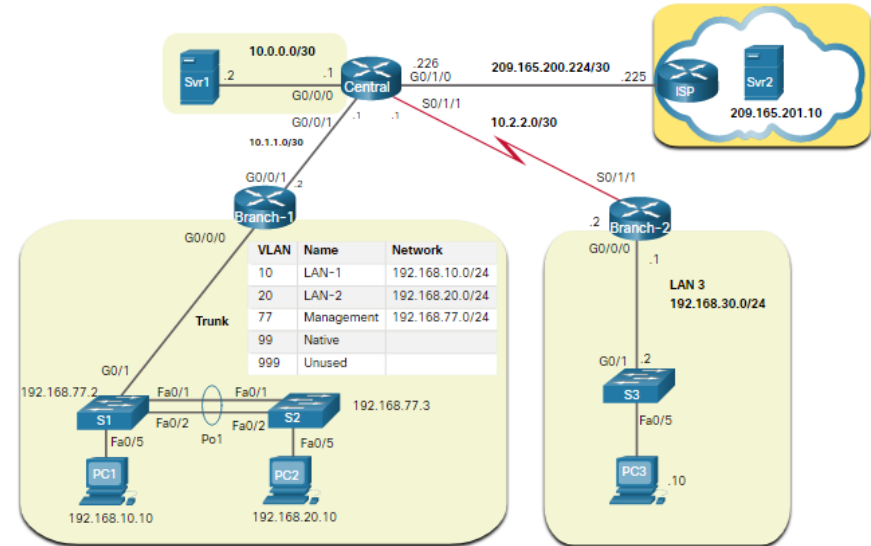 10.0.0.0/30
Svr1
.2
.1
G0/0/0
Central
.226
G0/1/0
209.165.200.224/30
.225
ISP
Svr2
209.165.201.10
G0/0/1
.1
.1
S0/1/1
10.2.2.0/30
10.1.1.0/30
G0/0/1
.2
Branch-1
S0/1/1
.2
Branch-2
G0/0/0
.1
G0/0/0
VLAN Name Network
10 LAN-1 192.168.10.0/24
20 LAN-2 192.168.20.0/24
77 Management 192.168.77.0/24
99 Native
999 Unused
Trunk
LAN 3
192.168.30.0/24
G0/1
192.168.77.2
Fa0/1
Fa0/1
S1
S2
192.168.77.3
Fa0/2
Fa0/2
Po1
Fa0/5
Fa0/5
PC1
PC2
192.168.10.10
192.168.20.10
G0/1
.2
S3
Fa0/5
PC3
.10